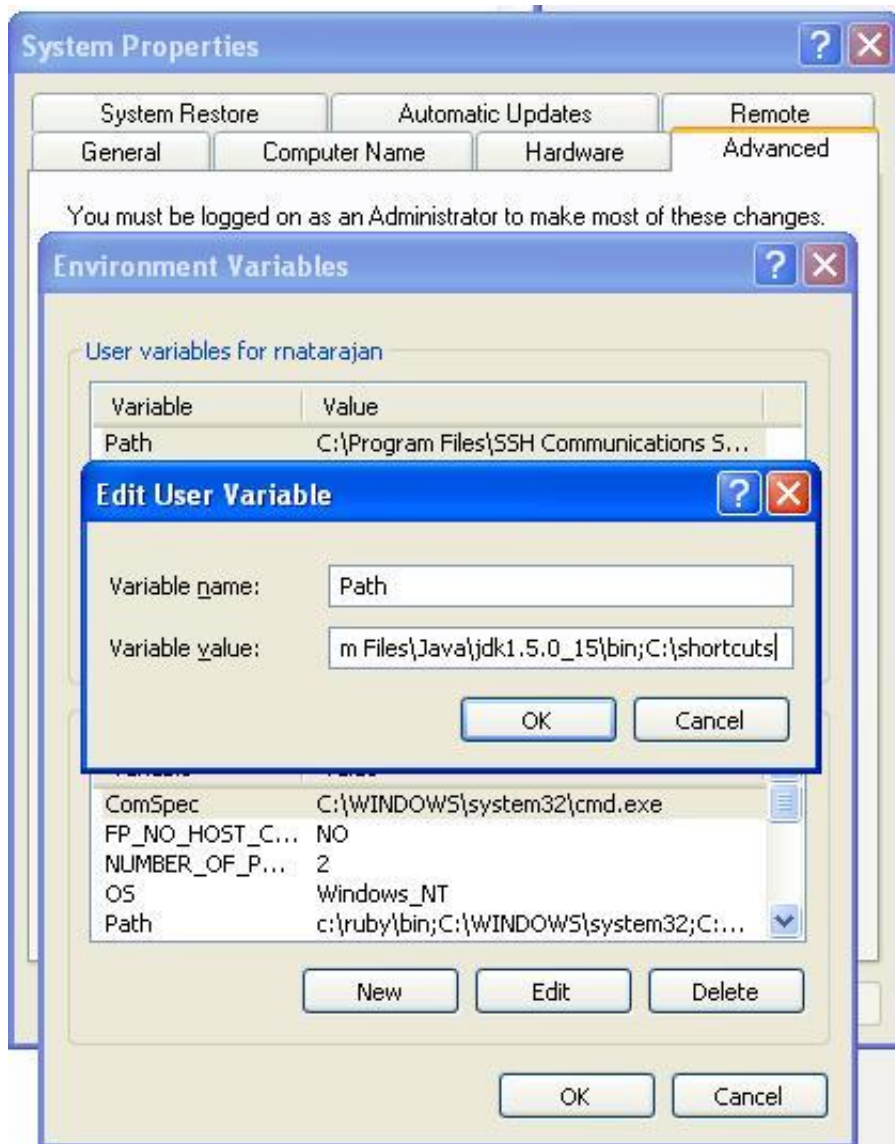 System Properties
System Restore Automatic Updates Remote
General Computer Name Hardware Advanced
You must be logged on as an Administrator to make most of these changes.
Environment Variables
User variables for rnatarajan
Variable Value
Path C:\Program Files\SSH Communications S...
Edit User Variable
Variable name: Path
Variable value: m Files\Java\jdk1.5.0_15\bin;C:\shortcuts
OK Cancel
ComSpec C:\WINDOWS\system32\cmd.exe
FP_NO_HOST_C... NO
NUMBER_OF_P... 2
OS Windows_NT
Path c:\ruby\bin;C:\WINDOWS\system32;C:...
New Edit Delete
OK Cancel